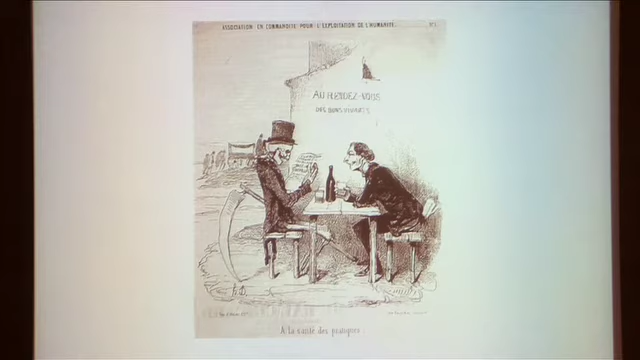 ASSOCIATION EN COMMANDITE POUR L'EXPLOITATION DE L'HUMANITÉ.
AU RENDEZ-VOUS
DES BONS VIVANTS
A la santé des pratiques.